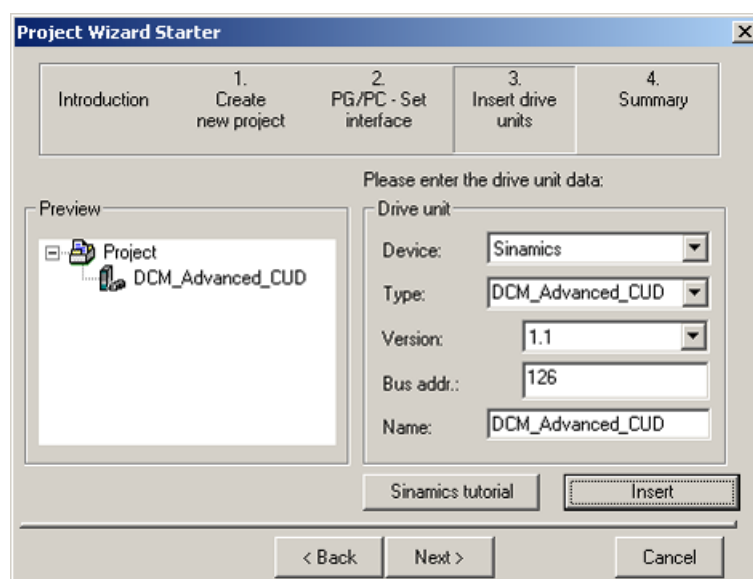 Project Wizard Starter
Introduction
1.
Create
new project
2.
PG/PC - Set
interface
3.
Insert drive
units
4.
Summary
Please enter the drive unit data:
Preview
Project
DCM_Advanced_CUD
Drive unit
Device: Sinamics
Type: DCM_Advanced_CUD
Version: 1.1
Bus addr.: 126
Name: DCM_Advanced_CUD
Sinamics tutorial
Insert
< Back
Next >
Cancel